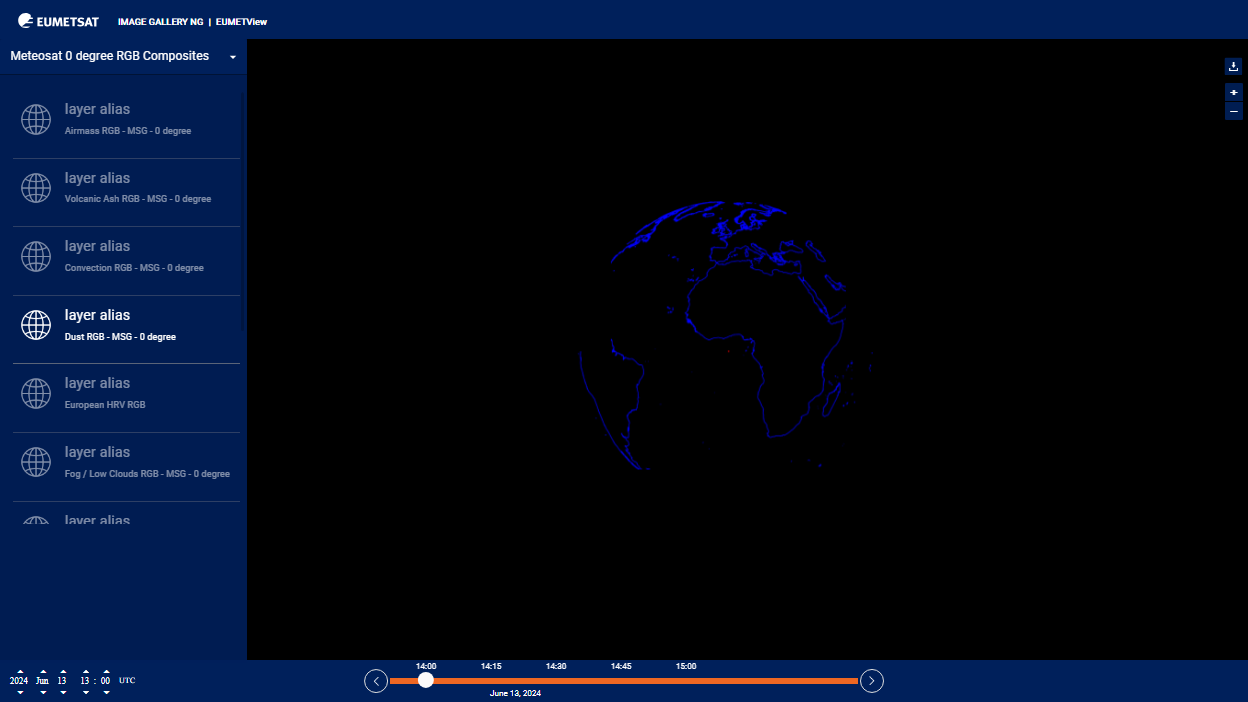 EUMETSAT IMAGE GALLERY NG | EUMETView
Meteosat 0 degree RGB Composites
layer alias
Airmass RGB - MSG - 0 degree
layer alias
Volcanic Ash RGB - MSG - 0 degree
layer alias
Convection RGB - MSG - 0 degree
layer alias
Dust RGB - MSG - 0 degree
layer alias
European HRV RGB
layer alias
Fog / Low Clouds RGB - MSG - 0 degree
layer alias
14:00 14:15 14:30 14:45 15:00
2024 Jun 13 13 : 00 UTC
June 13, 2024